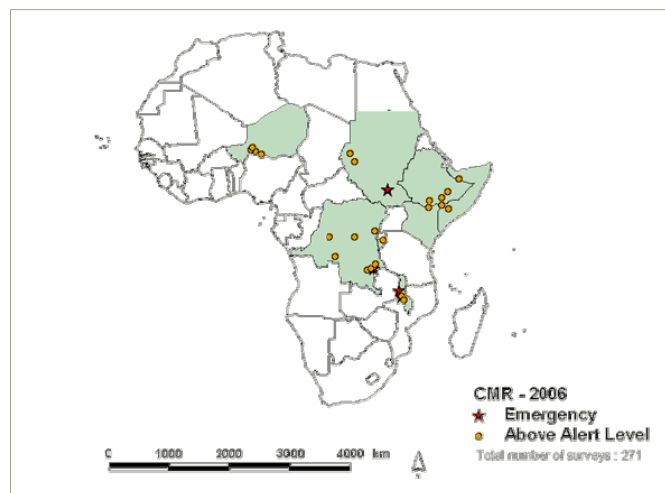 CMR - 2006
Emergency
Above Alert Level
Total number of surveys : 271
0 1000 2000 3000 4000 km
N